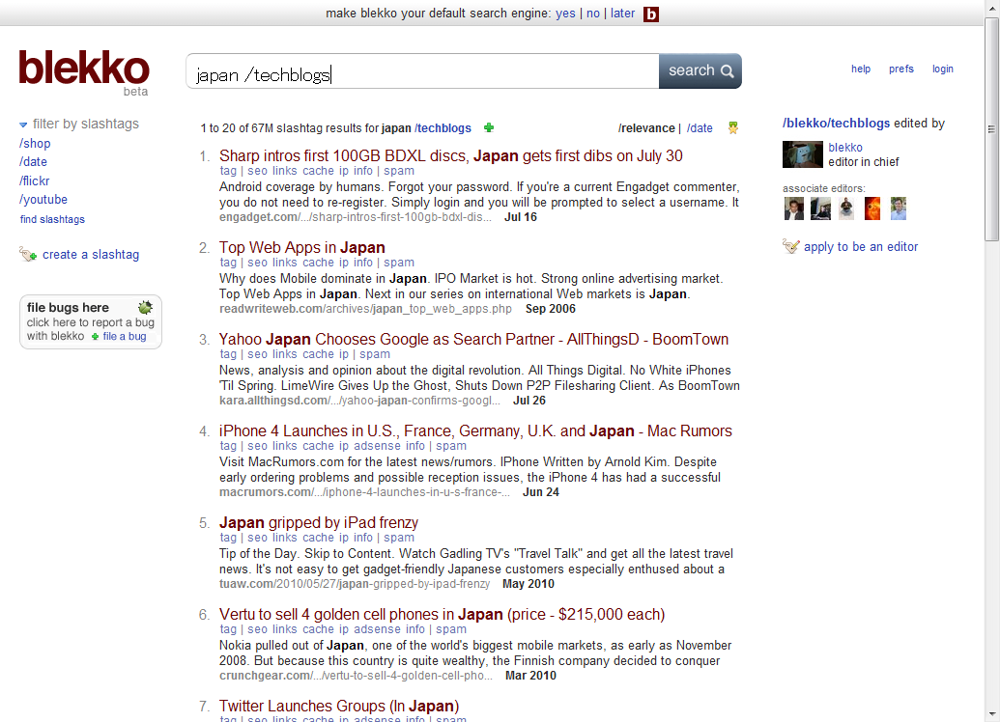 make blekko your default search engine: yes | no | later b
blekko
beta
japan /techblogs
search
help prefs login
filter by slashtags
/shop
/date
/flickr
/youtube
find slashtags
create a slashtag
file bugs here
click here to report a bug
with blekko file a bug
1 to 20 of 67M slashtag results for japan /techblogs
/relevance | /date
1. Sharp intros first 100GB BDXL discs, Japan gets first dibs on July 30
tag | seo links cache ip info | spam
Android coverage by humans. Forgot your password. If you're a current Engadget commenter,
you do not need to re-register. Simply login and you will be prompted to select a username. It
engadget.com/.../sharp-intros-first-100gb-bdxl-dis... Jul 16
2. Top Web Apps in Japan
tag | seo links cache ip info | spam
Why does Mobile dominate in Japan. IPO Market is hot. Strong online advertising market.
Top Web Apps in Japan. Next in our series on international Web markets is Japan.
readwriteweb.com/archives/japan_top_web_apps.php Sep 2006
3. Yahoo Japan Chooses Google as Search Partner - AllThingsD - BoomTown
tag | seo links cache ip | spam
News, analysis and opinion about the digital revolution. All Things Digital. No White iPhones
'Til Spring. LimeWire Gives Up the Ghost, Shuts Down P2P Filesharing Client. As BoomTown
kara.allthingsd.com/.../yahoo-japan-confirms-googl... Jul 26
4. iPhone 4 Launches in U.S., France, Germany, U.K. and Japan - Mac Rumors
tag | seo links cache ip adsense info | spam
Visit MacRumors.com for the latest news/rumors. IPhone Written by Arnold Kim. Despite
early ordering problems and possible reception issues, the iPhone 4 has had a successful
macrumors.com/.../iphone-4-launches-in-u-s-france-... Jun 24
5. Japan gripped by iPad frenzy
tag | seo links cache ip info | spam
Tip of the Day. Skip to Content. Watch Gadling TV's "Travel Talk" and get all the latest travel
news. It's not easy to get gadget-friendly Japanese customers especially enthused about a
tuaw.com/2010/05/27/japan-gripped-by-ipad-frenzy May 2010
6. Vertu to sell 4 golden cell phones in Japan (price - $215,000 each)
tag | seo links cache ip adsense info | spam
Nokia pulled out of Japan, one of the world's biggest mobile markets, as early as November
2008. But because this country is quite wealthy, the Finnish company decided to conquer
crunchgear.com/.../vertu-to-sell-4-golden-cell-pho... Mar 2010
7. Twitter Launches Groups (In Japan)
tag | seo links cache ip adsense info | spam
/blekko/techblogs edited by
blekko
editor in chief
associate editors:
apply to be an editor